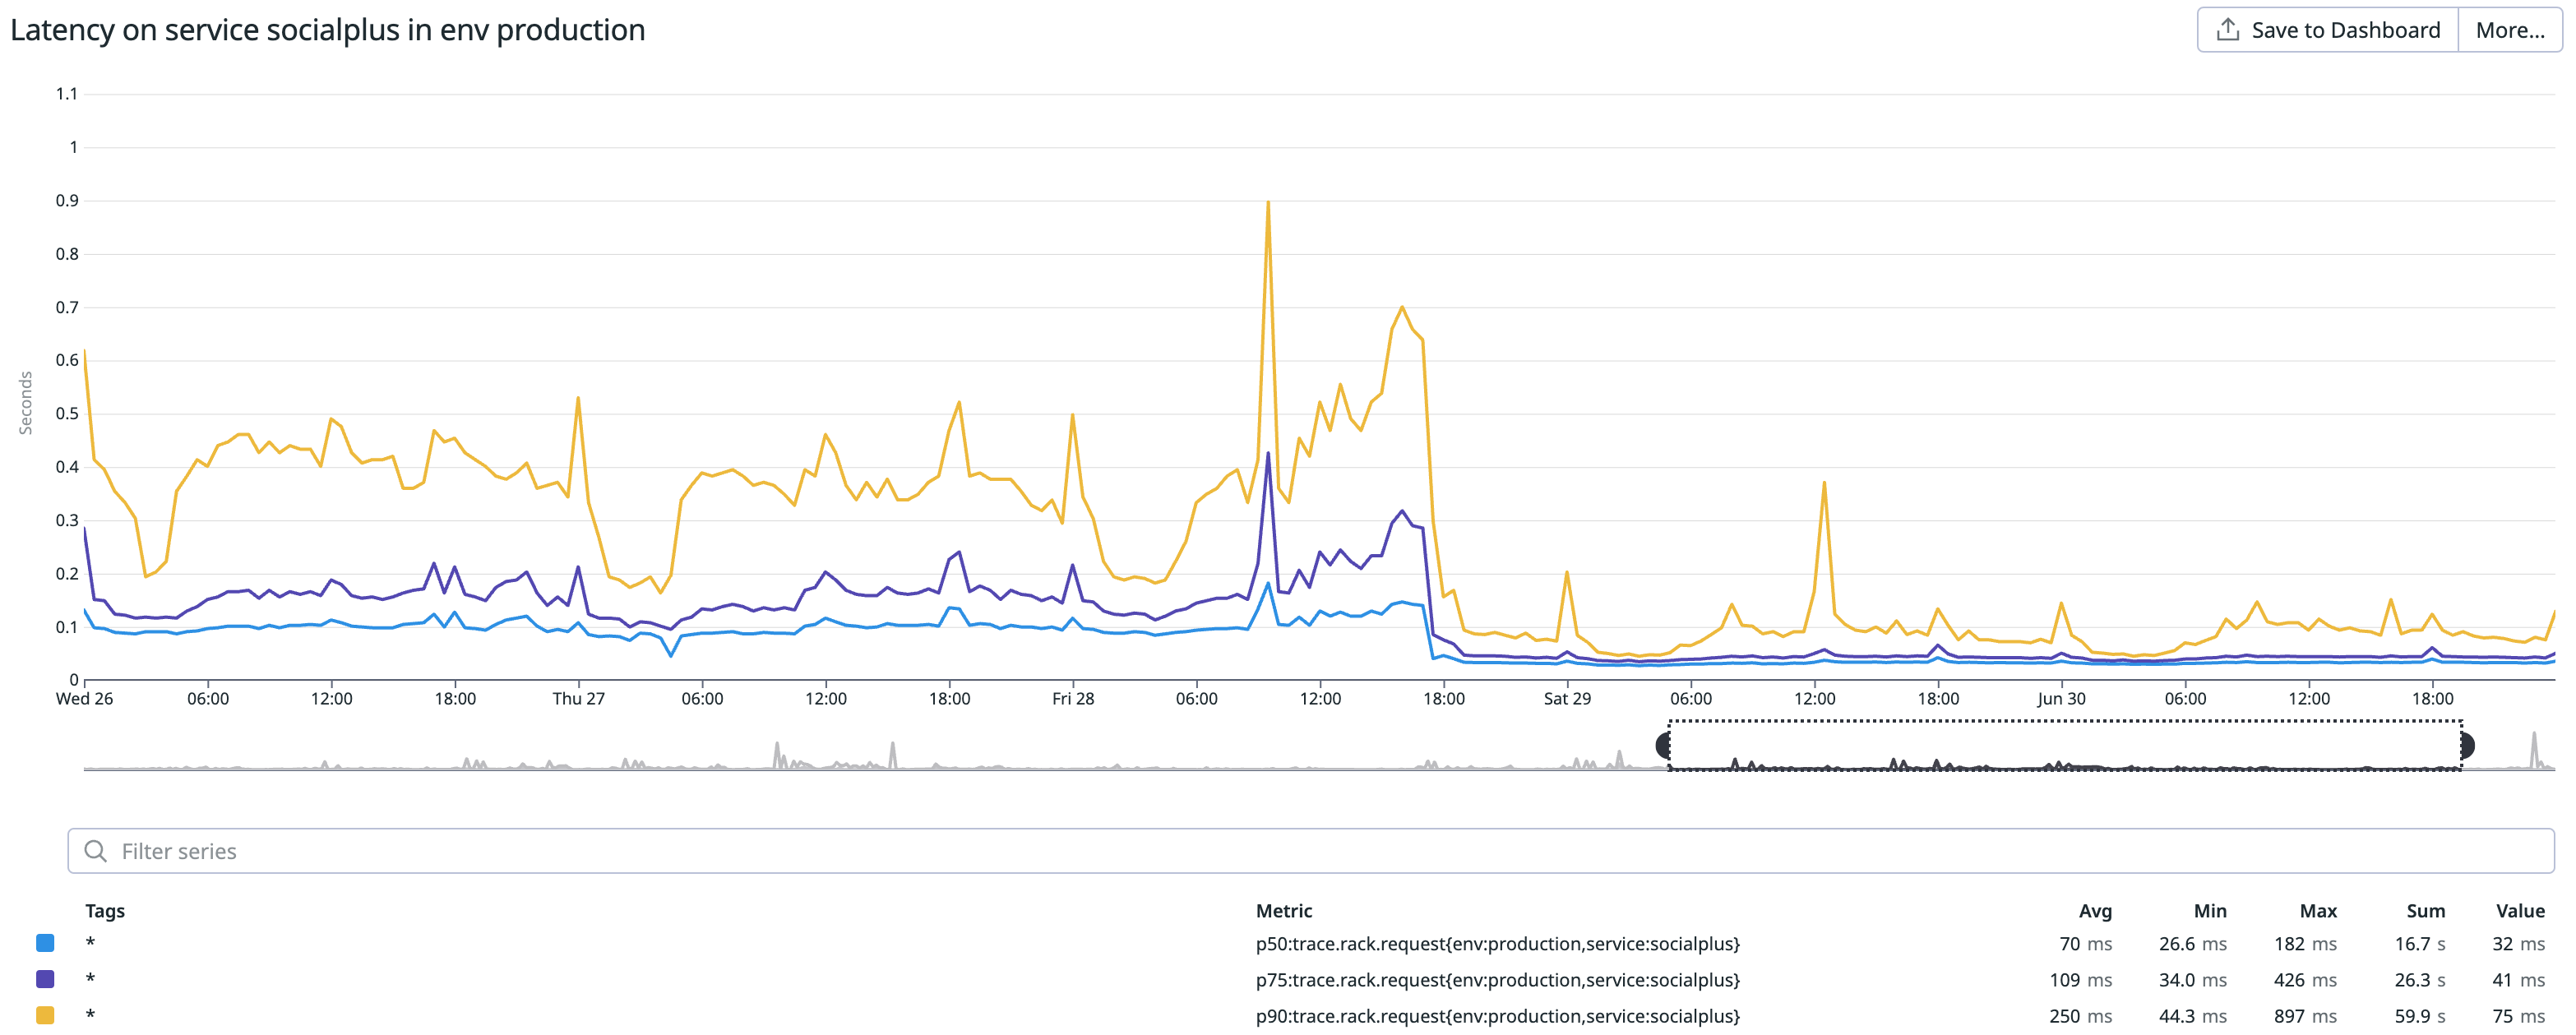 Latency on service socialplus in env production
Save to Dashboard More...
1.1
1
0.9
0.8
0.7
0.6
0.5
0.4
0.3
0.2
0.1
0
Seconds
Wed 26 06:00 12:00 18:00 Thu 27 06:00 12:00 18:00 Fri 28 06:00 12:00 18:00 Sat 29 06:00 12:00 18:00 Jun 30 06:00 12:00 18:00
Filter series
Tags Metric Avg Min Max Sum Value
* p50:trace.rack.request{env:production,service:socialplus} 70 ms 26.6 ms 182 ms 16.7 s 32 ms
* p75:trace.rack.request{env:production,service:socialplus} 109 ms 34.0 ms 426 ms 26.3 s 41 ms
* p90:trace.rack.request{env:production,service:socialplus} 250 ms 44.3 ms 897 ms 59.9 s 75 ms